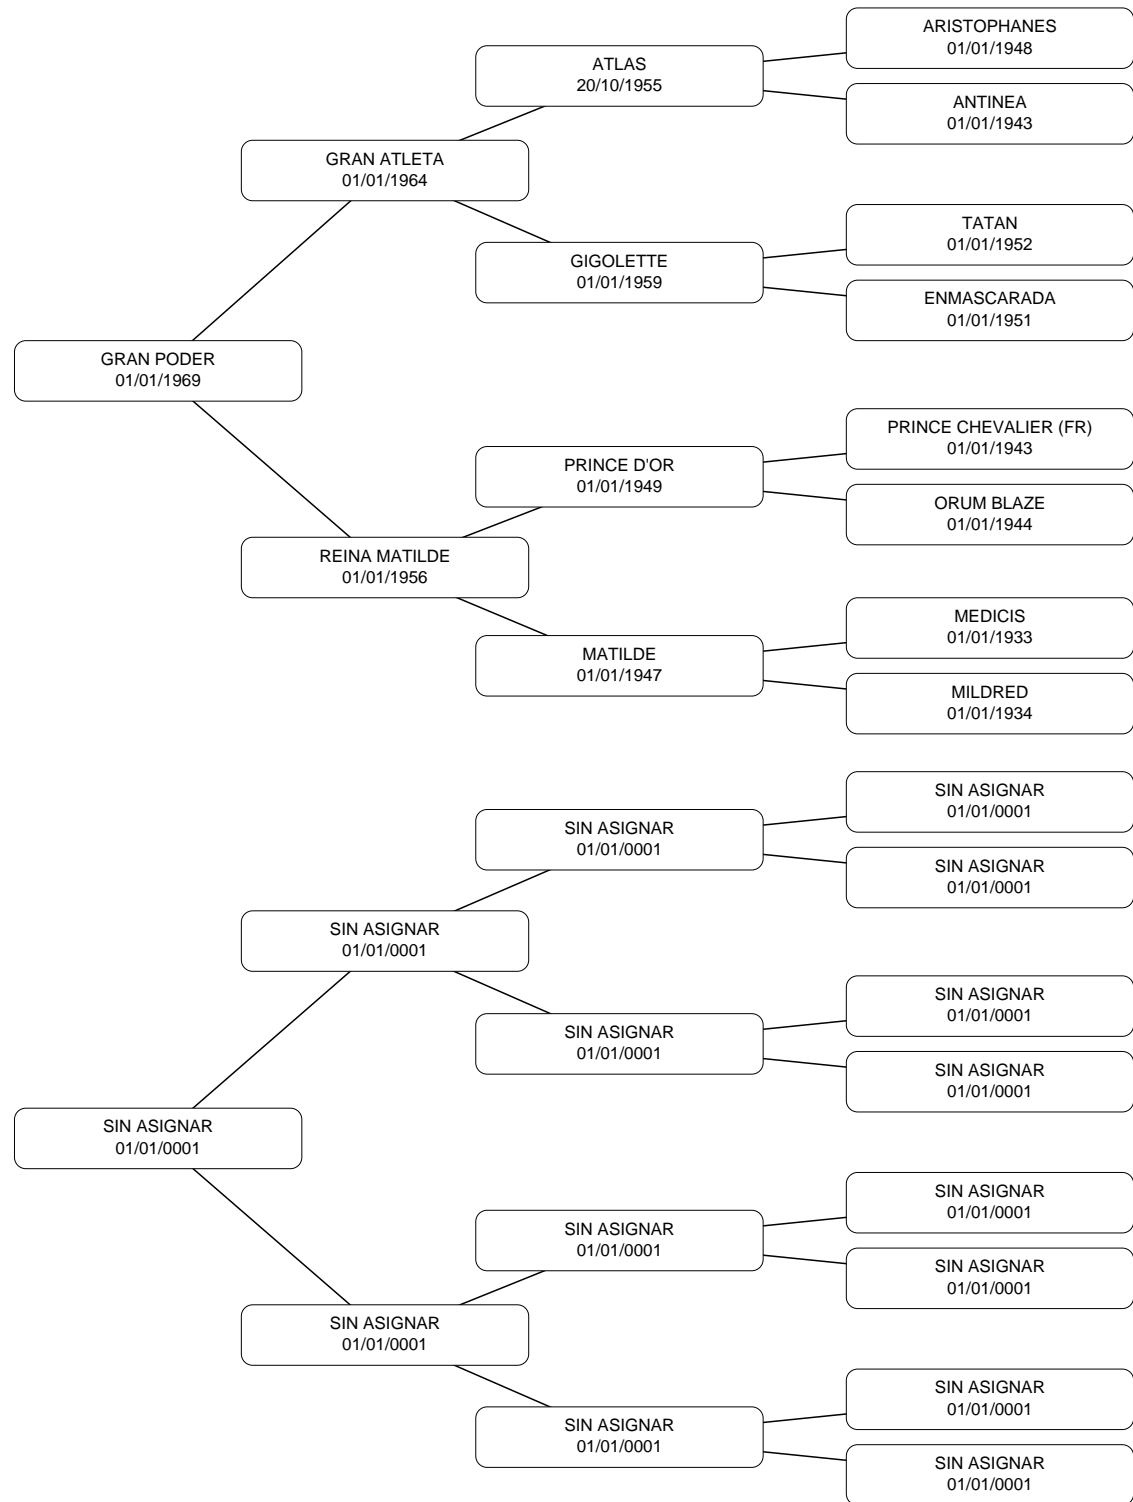 ARISTOPHANES
01/01/1948
ATLAS
20/10/1955
ANTINEA
01/01/1943
GRAN ATLETA
01/01/1964
TATAN
01/01/1952
GIGOLETTE
01/01/1959
ENMASCARADA
01/01/1951
GRAN PODER
01/01/1969
PRINCE CHEVALIER (FR)
01/01/1943
PRINCE D'OR
01/01/1949
ORUM BLAZE
01/01/1944
REINA MATILDE
01/01/1956
MEDICIS
01/01/1933
MATILDE
01/01/1947
MILDRED
01/01/1934
SIN ASIGNAR
01/01/0001
SIN ASIGNAR
01/01/0001
SIN ASIGNAR
01/01/0001
SIN ASIGNAR
01/01/0001
SIN ASIGNAR
01/01/0001
SIN ASIGNAR
01/01/0001
SIN ASIGNAR
01/01/0001
SIN ASIGNAR
01/01/0001
SIN ASIGNAR
01/01/0001
SIN ASIGNAR
01/01/0001
SIN ASIGNAR
01/01/0001
SIN ASIGNAR
01/01/0001
SIN ASIGNAR
01/01/0001
SIN ASIGNAR
01/01/0001
SIN ASIGNAR
01/01/0001